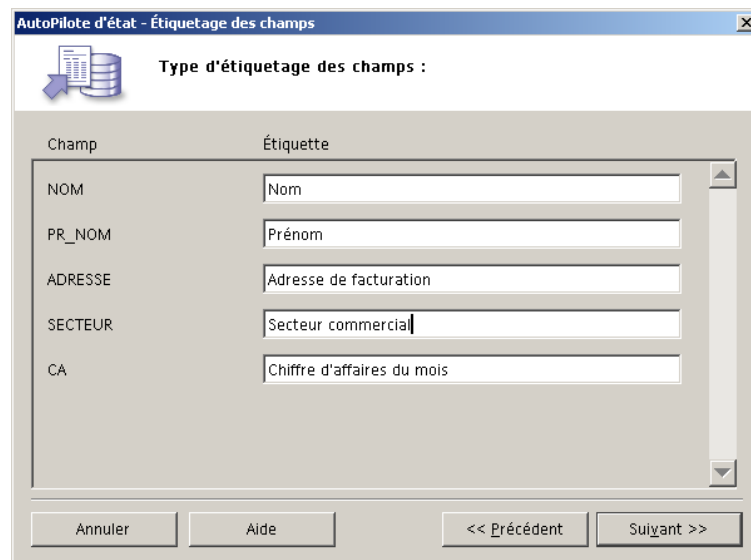 AutoPilote d'état - Étiquetage des champs
Type d'étiquetage des champs :
Champ Étiquette
NOM Nom
PR_NOM Prénom
ADRESSE Adresse de facturation
SECTEUR Secteur commercial
CA Chiffre d'affaires du mois
Annuler Aide << Précédent Suivant >>